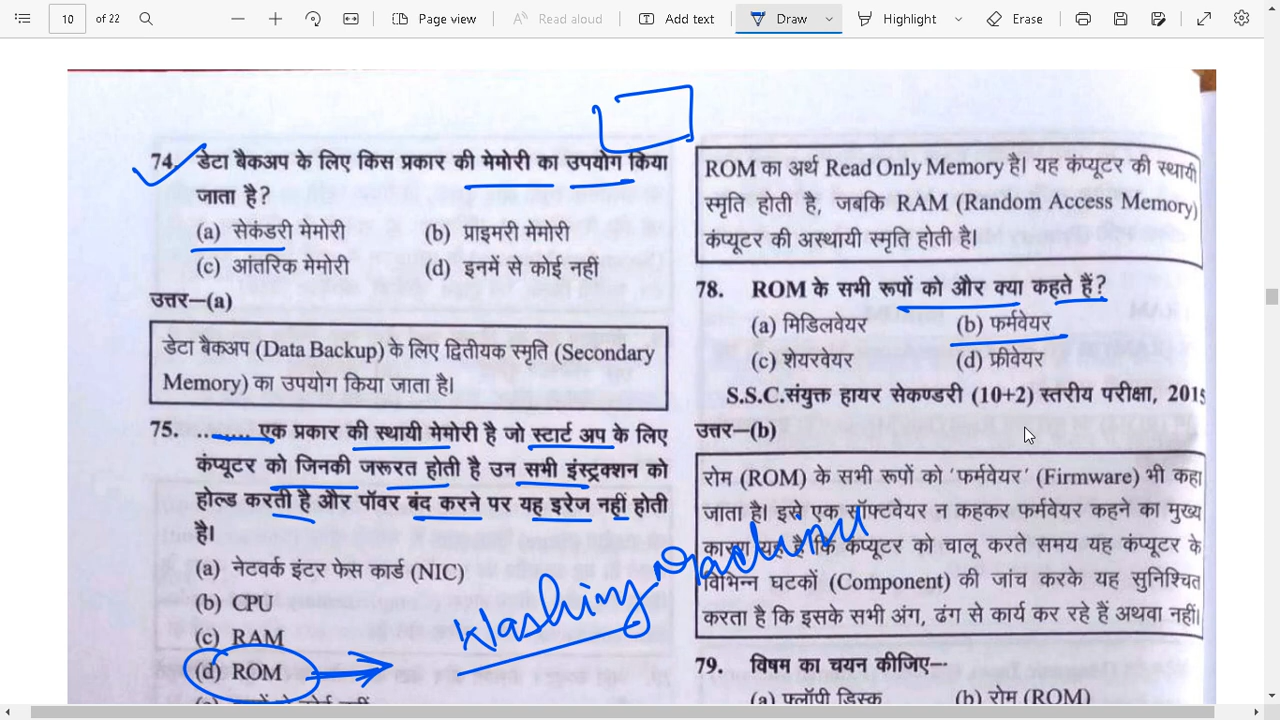 10 of 22 Page view Read aloud Add text Draw Highlight Erase
74. डेटा बैकअप के लिए किस प्रकार की मेमोरी का उपयोग किया
जाता है?
(a) सेकंडरी मेमोरी (b) प्राइमरी मेमोरी
(c) आंतरिक मेमोरी (d) इनमें से कोई नहीं
उत्तर—(a)
डेटा बैकअप (Data Backup) के लिए द्वितीयक स्मृति (Secondary
Memory) का उपयोग किया जाता है।
75. ........ एक प्रकार की स्थायी मेमोरी है जो स्टार्ट अप के लिए
कंप्यूटर को जिनकी जरूरत होती है उन सभी इंस्ट्रक्शन को
होल्ड करती है और पॉवर बंद करने पर यह इरेज नहीं होती
है।
(a) नेटवर्क इंटर फेस कार्ड (NIC)
(b) CPU
(c) RAM
(d) ROM
Washing Machine
ROM का अर्थ Read Only Memory है। यह कंप्यूटर की स्थायी
स्मृति होती है, जबकि RAM (Random Access Memory)
कंप्यूटर की अस्थायी स्मृति होती है।
78. ROM के सभी रूपों को और क्या कहते हैं?
(a) मिडिलवेयर (b) फर्मवेयर
(c) शेयरवेयर (d) फ्रीवेयर
S.S.C.संयुक्त हायर सेकण्डरी (10+2) स्तरीय परीक्षा, 2015
उत्तर—(b)
रोम (ROM) के सभी रूपों को 'फर्मवेयर' (Firmware) भी कहा
जाता है। इसे एक सॉफ्टवेयर न कहकर फर्मवेयर कहने का मुख्य
कारण यह है कि कंप्यूटर को चालू करते समय यह कंप्यूटर के
विभिन्न घटकों (Component) की जांच करके यह सुनिश्चित
करता है कि इसके सभी अंग, ढंग से कार्य कर रहे हैं अथवा नहीं।
79. विषम का चयन कीजिए—
(a) फ्लॉपी डिस्क (b) रोम (ROM)